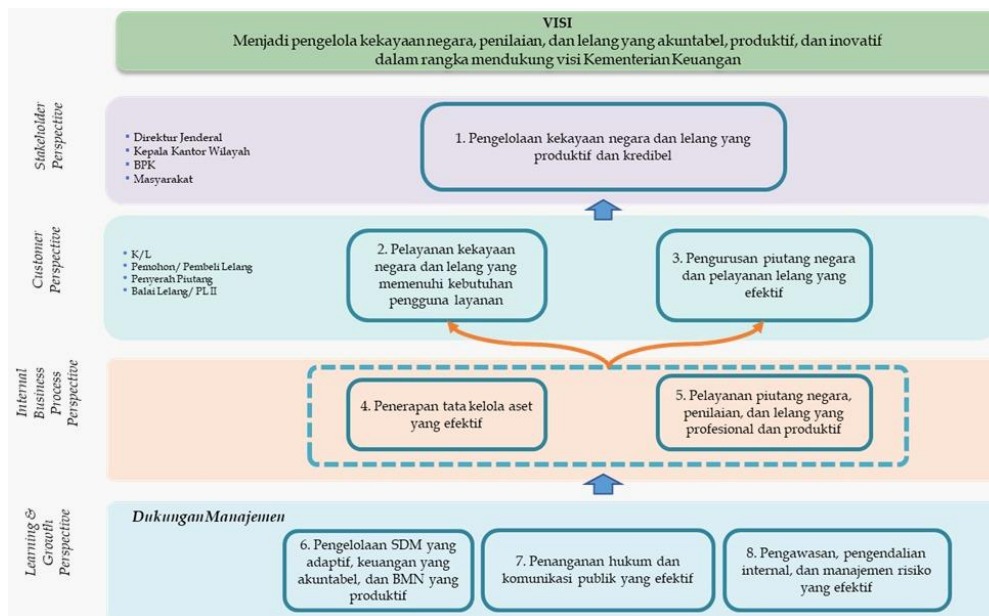 VISI
Menjadi pengelola kekayaan negara, penilaian, dan lelang yang akuntabel, produktif, dan inovatif
dalam rangka mendukung visi Kementerian Keuangan
Stakeholder
Perspective
▪ Direktur Jenderal
▪ Kepala Kantor Wilayah
▪ BPK
▪ Masyarakat
1. Pengelolaan kekayaan negara dan lelang yang
produktif dan kredibel
Customer
Perspective
▪ K/L
▪ Pemohon/ Pembeli Lelang
▪ Penyerah Piutang
▪ Balai Lelang/ PL II
2. Pelayanan kekayaan
negara dan lelang yang
memenuhi kebutuhan
pengguna layanan
3. Pengurusan piutang negara
dan pelayanan lelang yang
efektif
Internal
Business
Process
Perspective
4. Penerapan tata kelola aset
yang efektif
5. Pelayanan piutang negara,
penilaian, dan lelang yang
profesional dan produktif
Learning &
Growth
Perspective
Dukungan Manajemen
6. Pengelolaan SDM yang
adaptif, keuangan yang
akuntabel, dan BMN yang
produktif
7. Penanganan hukum dan
komunikasi publik yang efektif
8. Pengawasan, pengendalian
internal, dan manajemen risiko
yang efektif